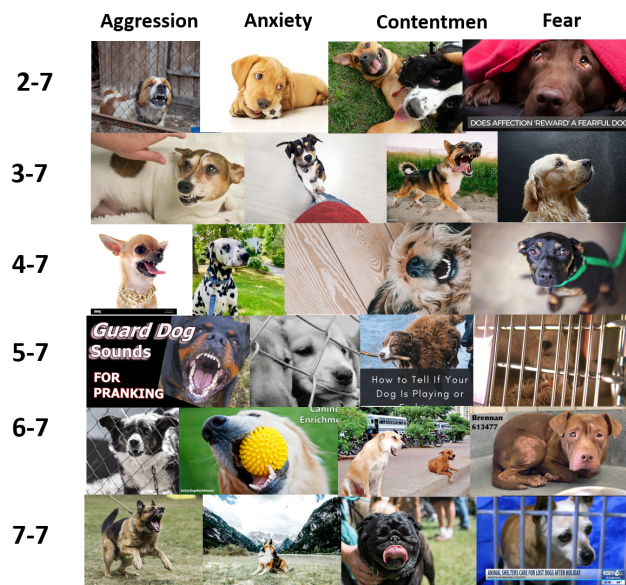 Aggression Anxiety Contentmen Fear
2-7
DOES AFFECTION 'REWARD' A FEARFUL DOG
3-7
4-7
5-7
Guard Dog
Sounds
FOR
PRANKING
How to Tell If Your
Dog Is Playing or
6-7
Canine
Enrichme
Brennan
613477
7-7
ANIMAL SHELTERS CARE FOR LOST DOGS AFTER HOLIDAY